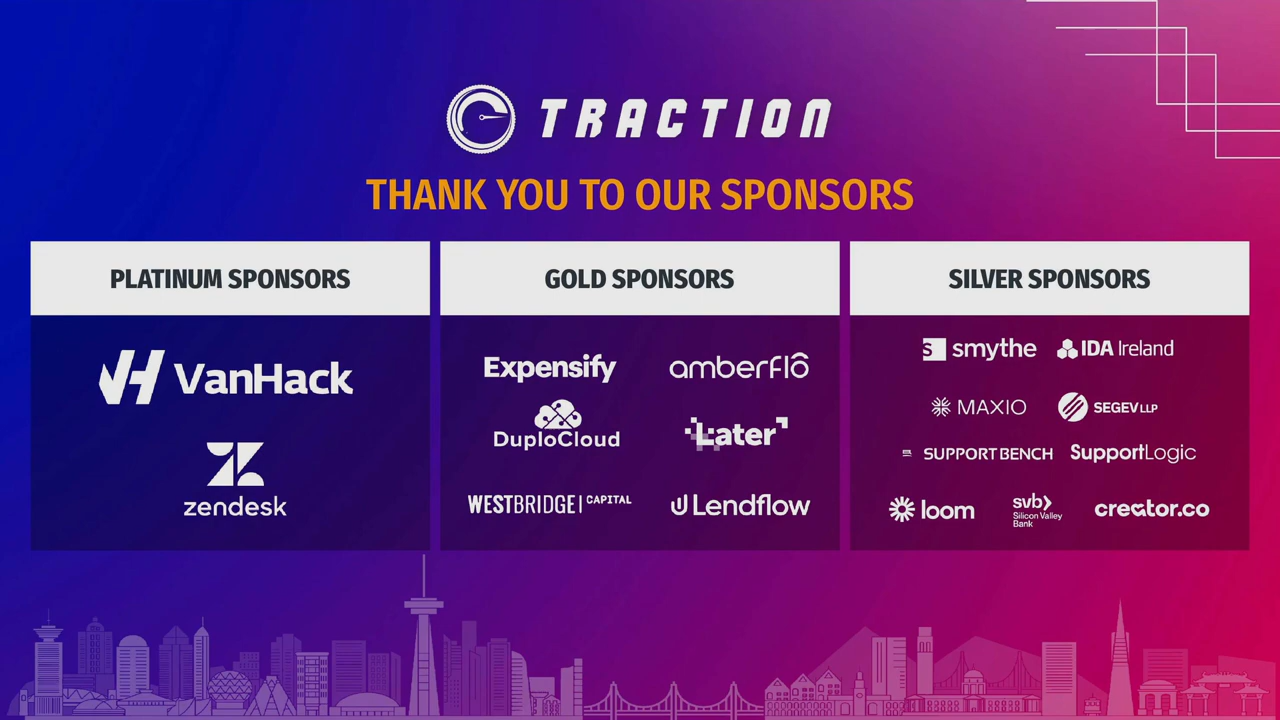 TRACTION
THANK YOU TO OUR SPONSORS
PLATINUM SPONSORS
VanHack
zendesk
GOLD SPONSORS
Expensify
amberflo
DuploCloud
Later
WESTBRIDGE | CAPITAL
Lendflow
SILVER SPONSORS
S smythe
IDA Ireland
MAXIO
SEGEV LLP
SUPPORT BENCH
SupportLogic
loom
svb>
Silicon Valley
Bank
creator.co